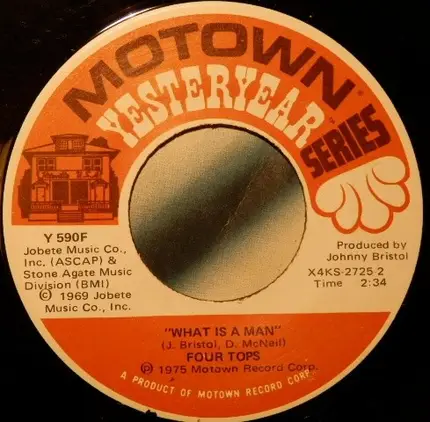 MOTOWN®
YESTERYEAR™
SERIES
Y 590F
Jobete Music Co.,
Inc. (ASCAP) &
Stone Agate Music
Division (BMI)
© 1969 Jobete
Music Co., Inc.
Produced by
Johnny Bristol
X4KS-2725 2
Time 2:34
"WHAT IS A MAN"
(J. Bristol, D. McNeil)
FOUR TOPS
℗ 1975 Motown Record Corp.
A PRODUCT OF MOTOWN RECORD CORP.